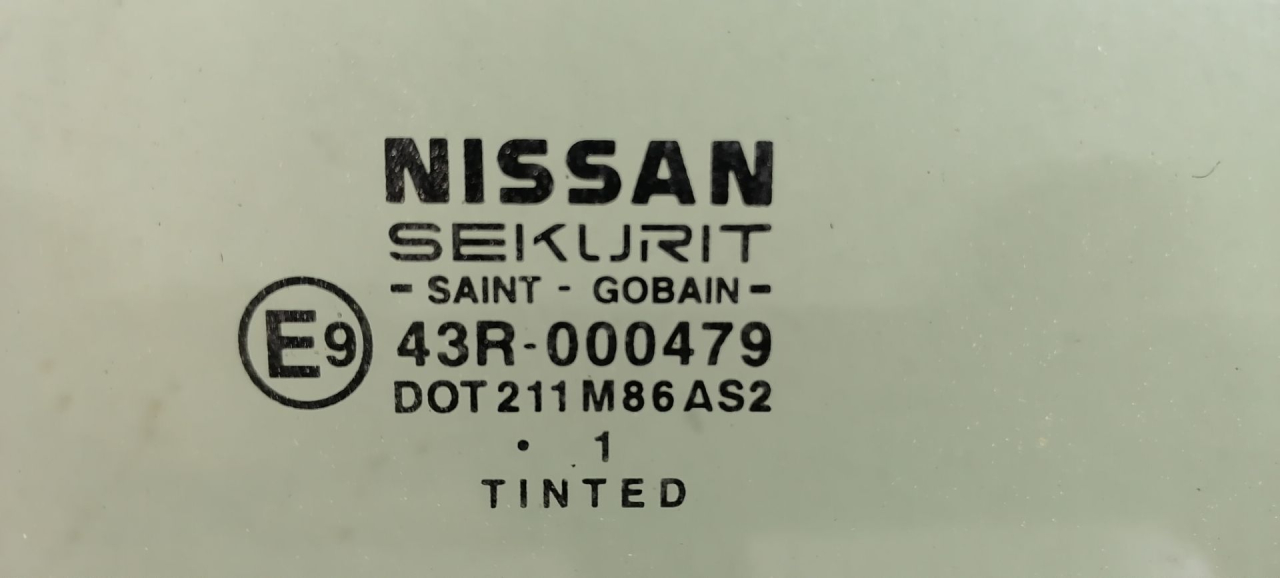 NISSAN
SEKURIT
- SAINT - GOBAIN -
E9 43R-000479
DOT 211 M86 AS2
• 1
TINTED